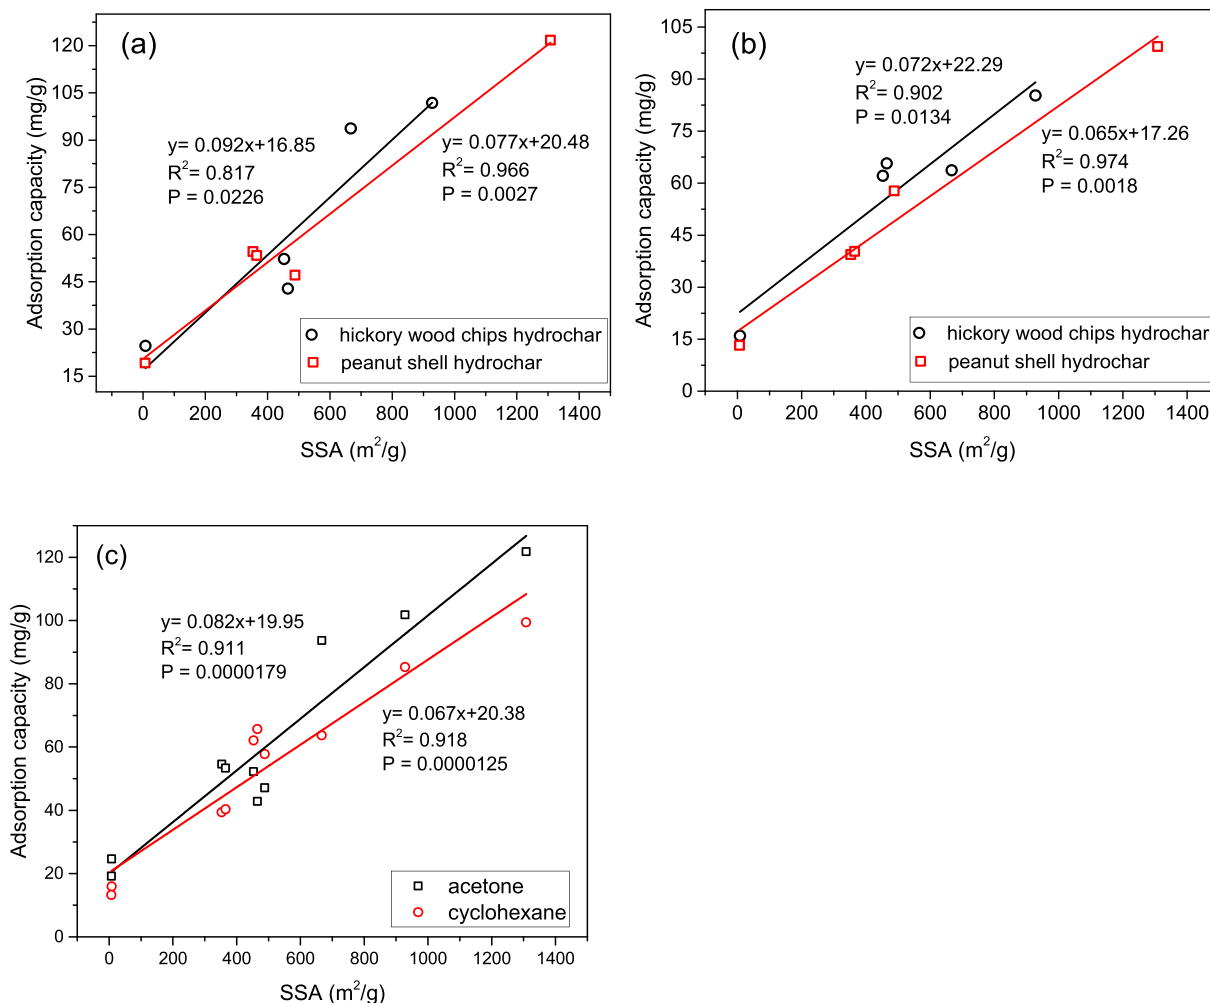 (a)
y= 0.092x+16.85
R²= 0.817
P = 0.0226
y= 0.077x+20.48
R²= 0.966
P = 0.0027
hickory wood chips hydrochar
peanut shell hydrochar
Adsorption capacity (mg/g)
120
105
90
75
60
45
30
15
0 200 400 600 800 1000 1200 1400
SSA (m²/g)
(b)
y= 0.072x+22.29
R²= 0.902
P = 0.0134
y= 0.065x+17.26
R²= 0.974
P = 0.0018
hickory wood chips hydrochar
peanut shell hydrochar
Adsorption capacity (mg/g)
105
90
75
60
45
30
15
0
0 200 400 600 800 1000 1200 1400
SSA (m²/g)
(c)
y= 0.082x+19.95
R²= 0.911
P = 0.0000179
y= 0.067x+20.38
R²= 0.918
P = 0.0000125
acetone
cyclohexane
Adsorption capacity (mg/g)
120
100
80
60
40
20
0
0 200 400 600 800 1000 1200 1400
SSA (m²/g)